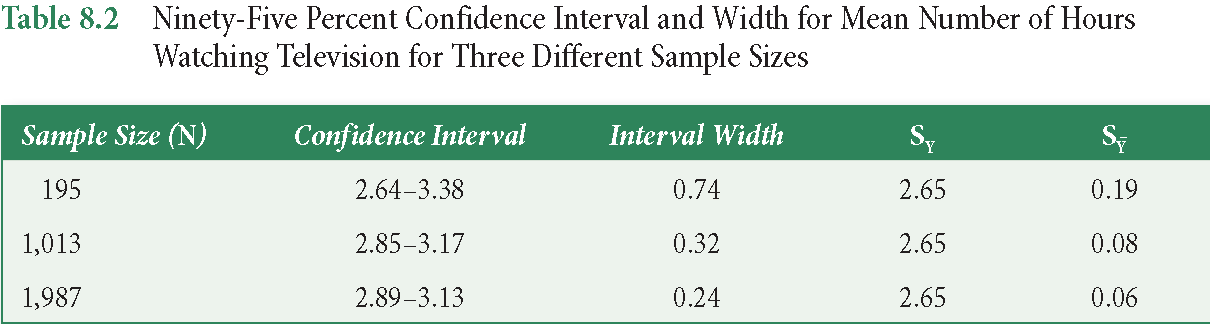 Table 8.2 Ninety-Five Percent Confidence Interval and Width for Mean Number of Hours
Watching Television for Three Different Sample Sizes
Sample Size (N) Confidence Interval Interval Width S_Y S_Ȳ
195 2.64–3.38 0.74 2.65 0.19
1,013 2.85–3.17 0.32 2.65 0.08
1,987 2.89–3.13 0.24 2.65 0.06